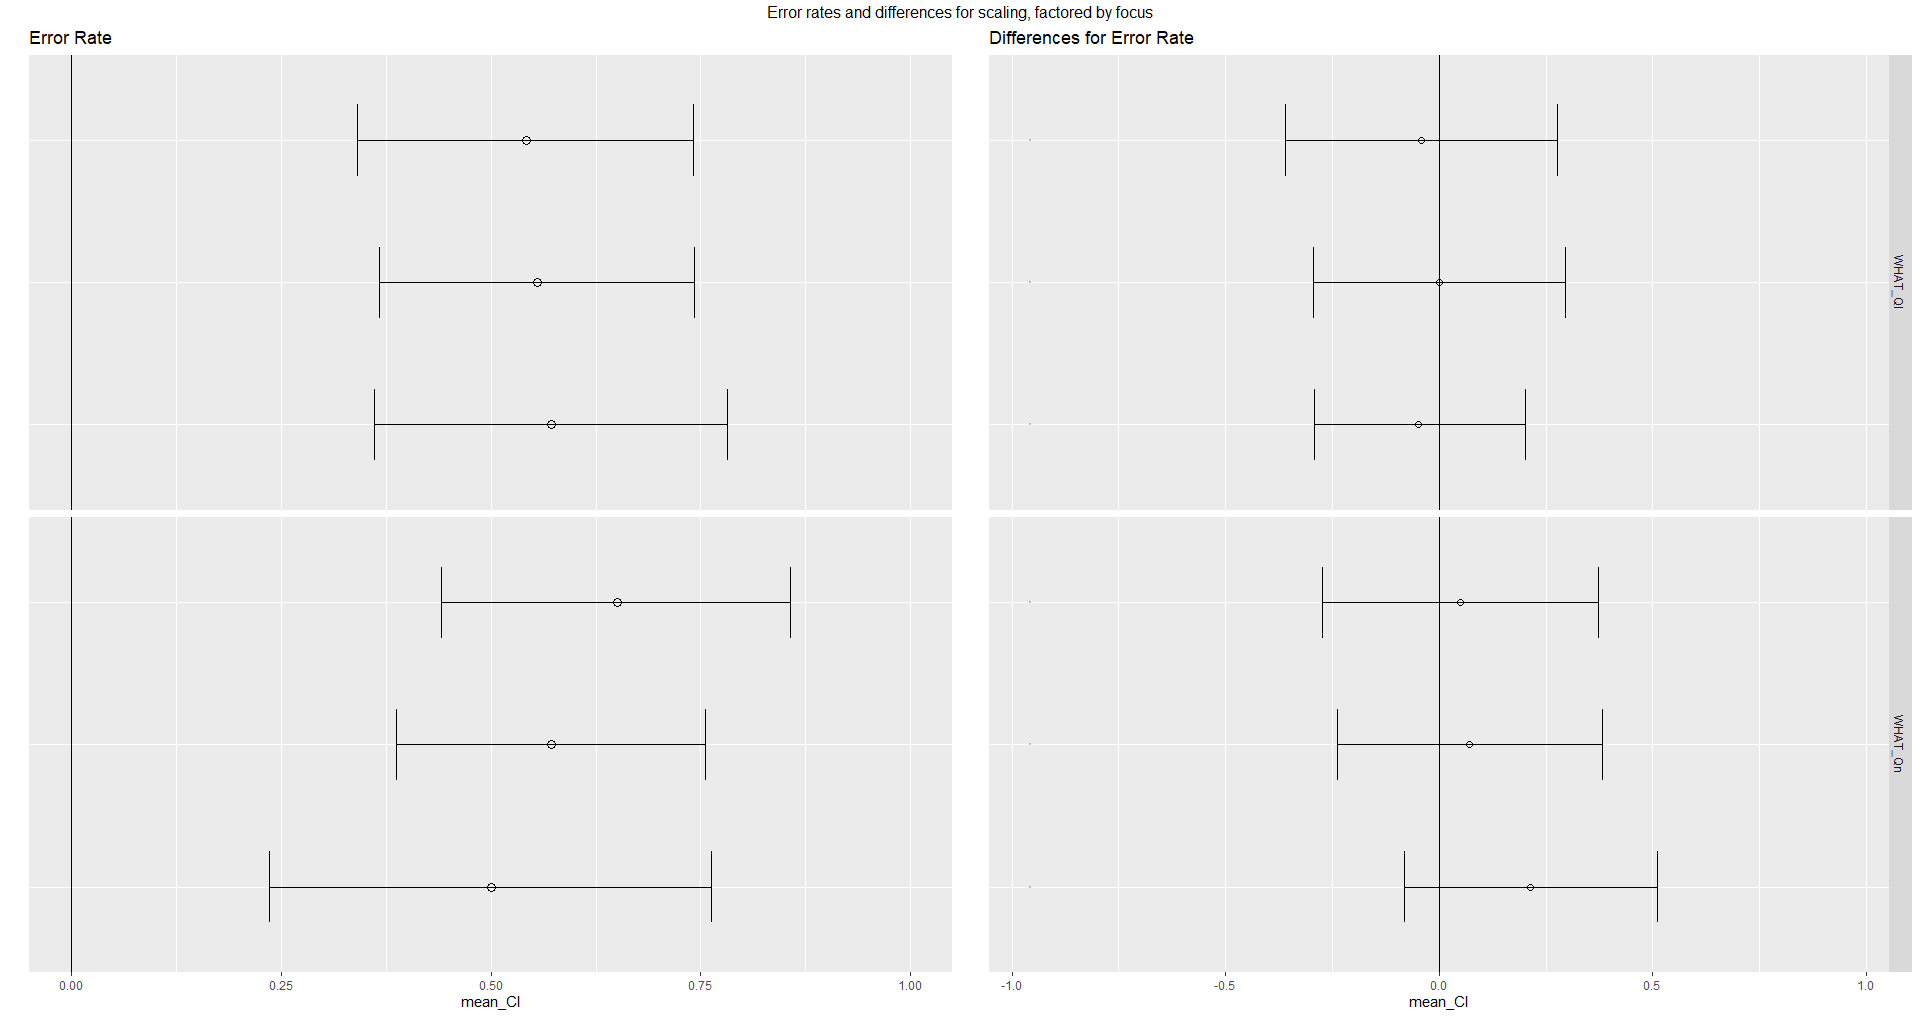 Error rates and differences for scaling, factored by focus
Error Rate
Differences for Error Rate
WHAT_Ql
WHAT_Qn
0.00 0.25 0.50 0.75 1.00
mean_CI
-1.0 -0.5 0.0 0.5 1.0
mean_CI